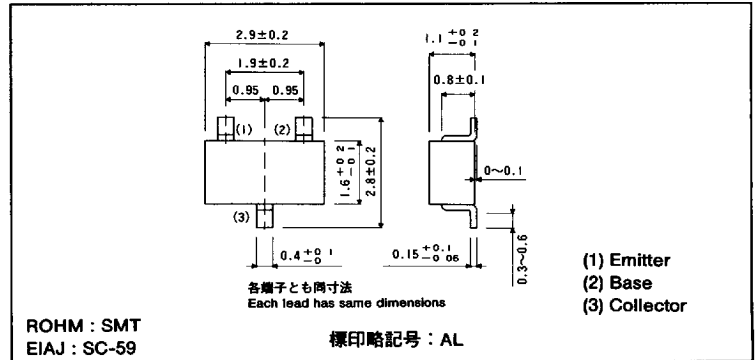 2.9±0.2
1.9±0.2
0.95 0.95
(1) (2)
(3)
1.6 +0.2 −0.1
2.8±0.2
0.4 +0.1 −0
各端子とも同寸法
Each lead has same dimensions
1.1 +0.2 −0.1
0.8±0.1
0~0.1
0.15 +0.1 −0.06
0.3~0.6
(1) Emitter
(2) Base
(3) Collector
ROHM : SMT
EIAJ : SC-59
標印略記号：AL